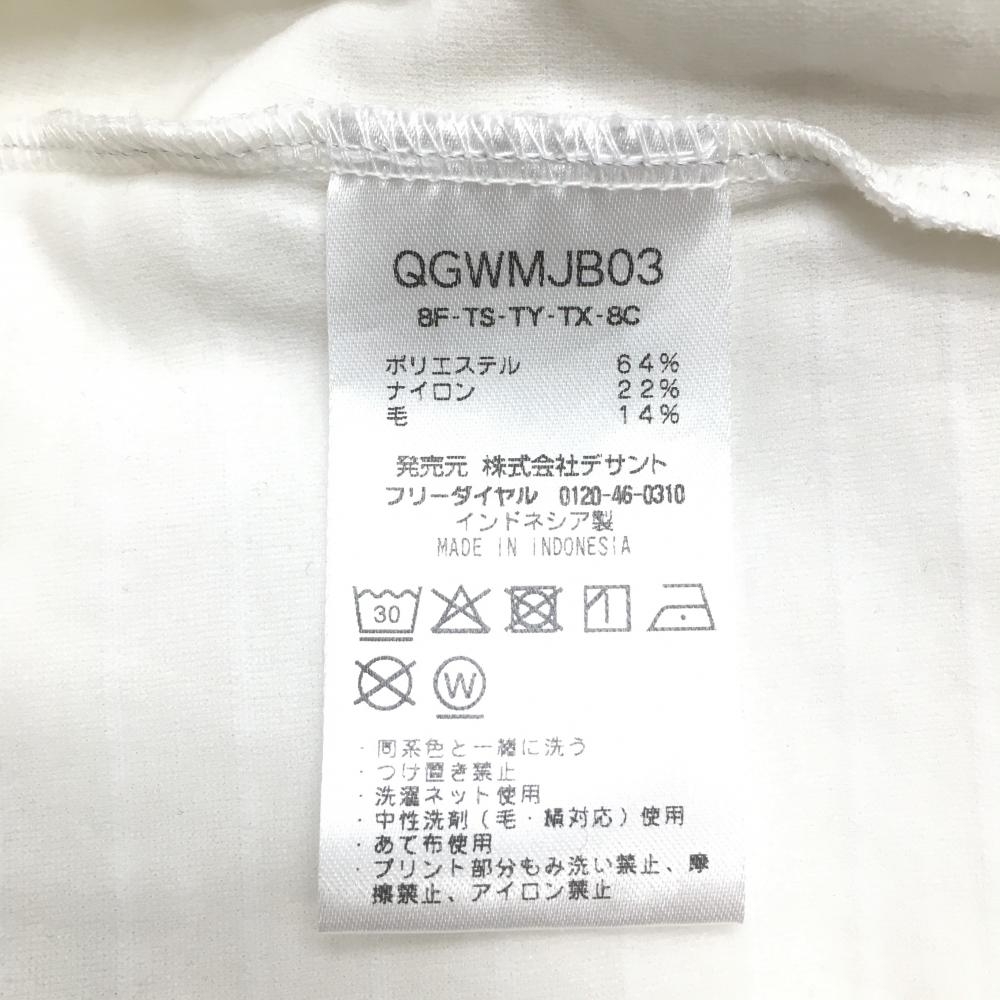 QGWMJB03
8F-TS-TY-TX-8C
ポリエステル 64%
ナイロン 22%
毛 14%
発売元 株式会社デサント
フリーダイヤル 0120-46-0310
インドネシア製
MADE IN INDONESIA
30
W
・同系色と一緒に洗う
・つけ置き禁止
・洗濯ネット使用
・中性洗剤(毛・絹対応)使用
・あて布使用
・プリント部分もみ洗い禁止、摩
擦禁止、アイロン禁止